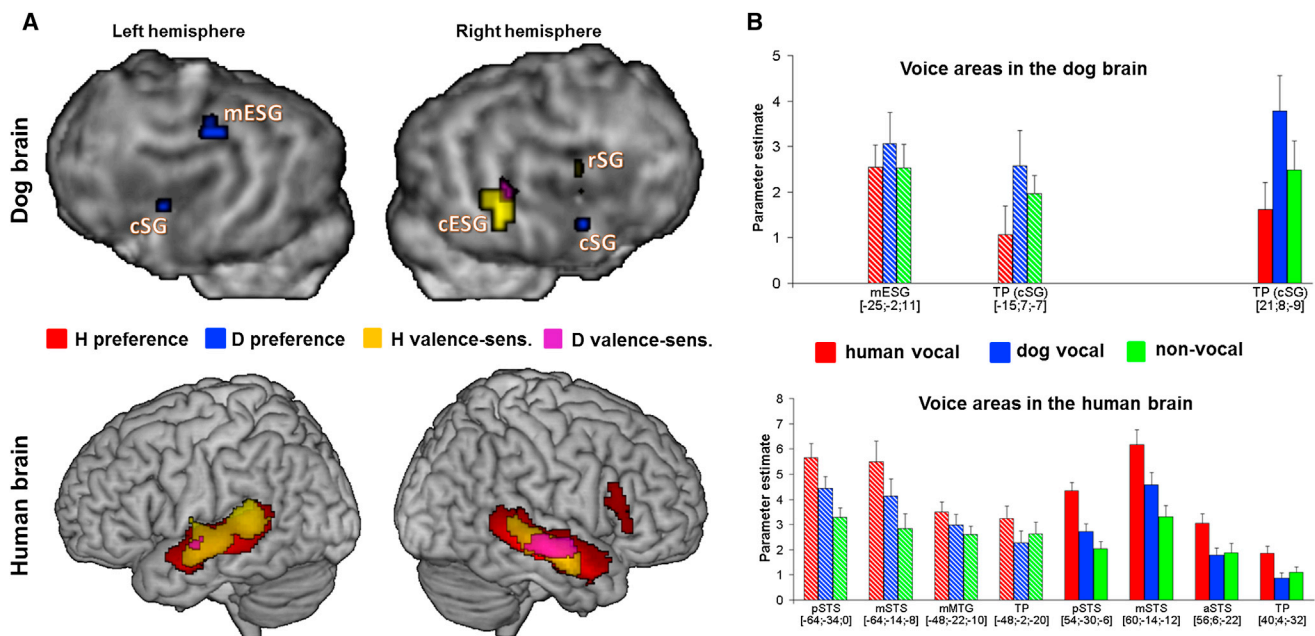 A
Left hemisphere
Right hemisphere
Dog brain
mESG
cSG
rSG
cESG
cSG
H preference
D preference
H valence-sens.
D valence-sens.
Human brain
B
Voice areas in the dog brain
Parameter estimate
5
4
3
2
1
0
mESG
[-25;-2;11]
TP (cSG)
[-15;7;-7]
TP (cSG)
[21;8;-9]
human vocal
dog vocal
non-vocal
Voice areas in the human brain
Parameter estimate
8
7
6
5
4
3
2
1
0
pSTS
[-64;-34;0]
mSTS
[-64;-14;-8]
mMTG
[-48;-22;-10]
TP
[-48;-2;-20]
pSTS
[54;-30;-6]
mSTS
[60;-14;-12]
aSTS
[56;6;-22]
TP
[40;4;-32]